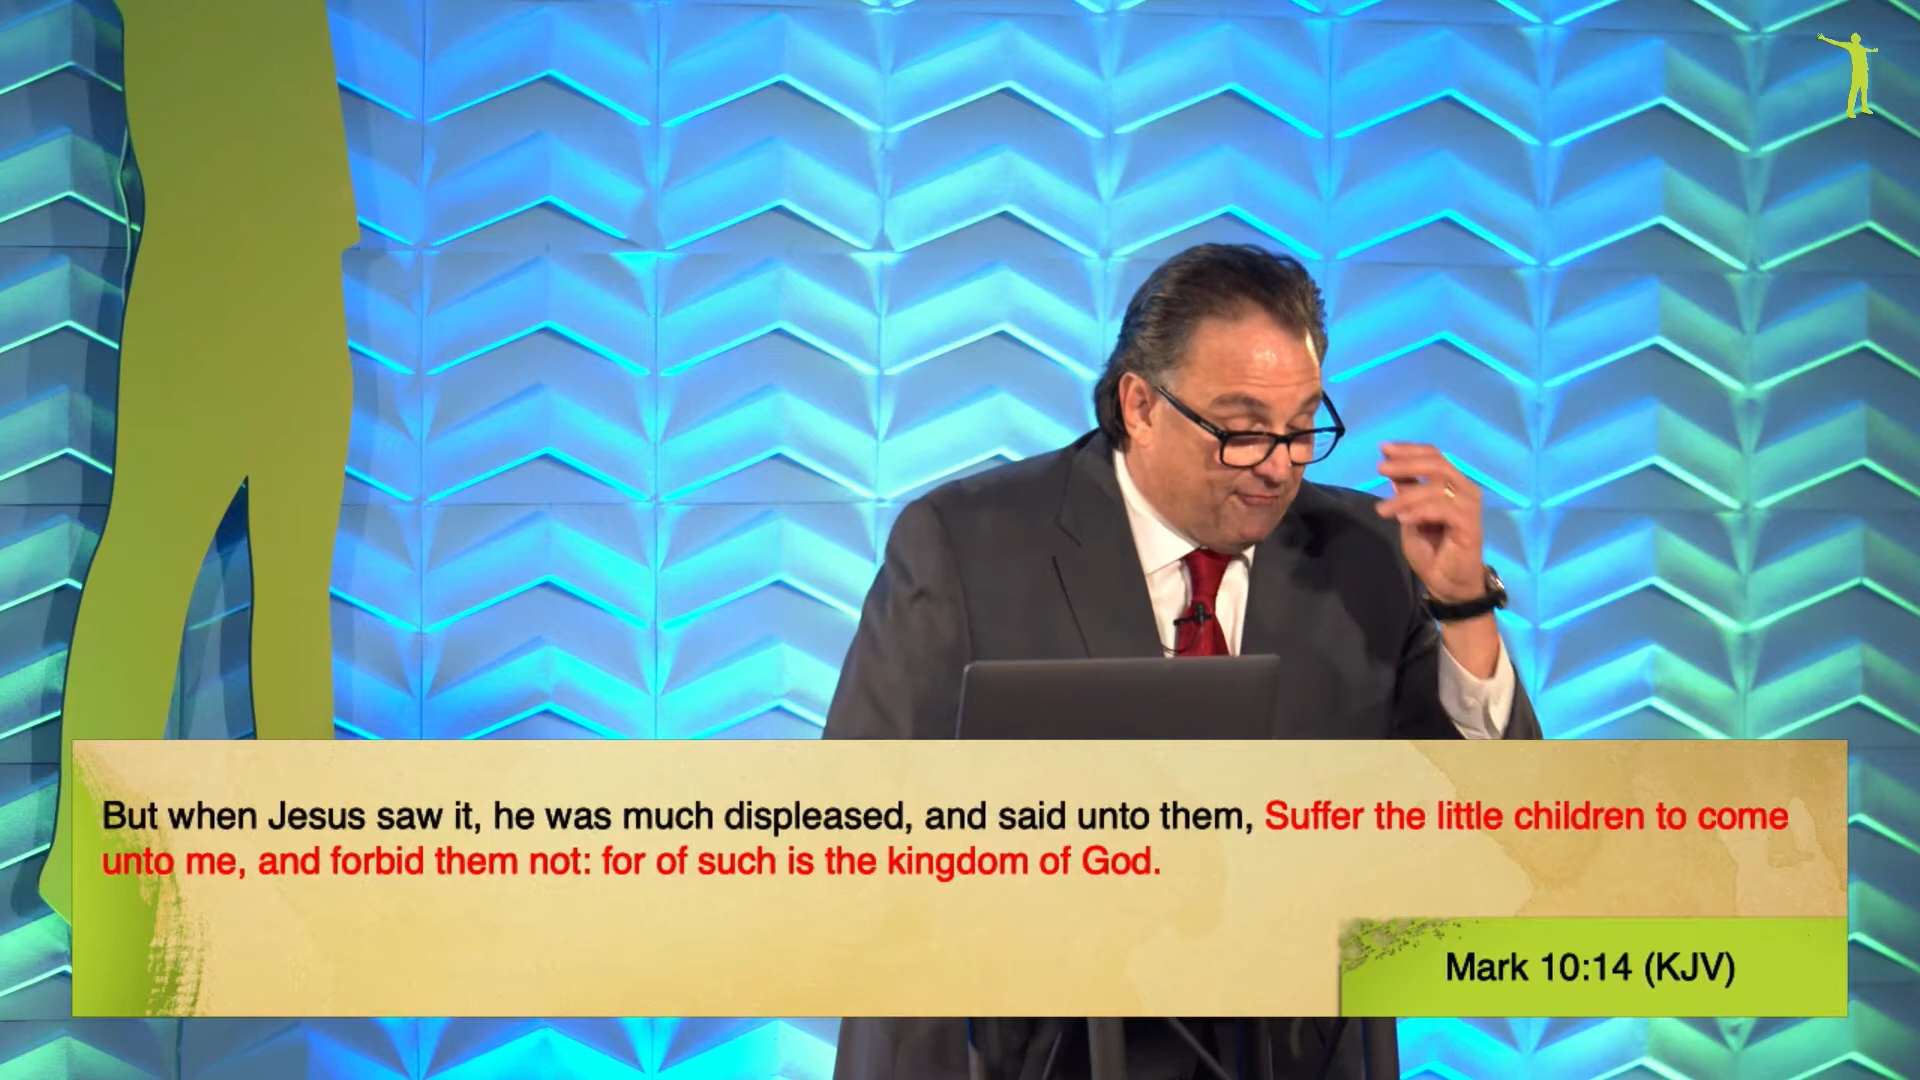 But when Jesus saw it, he was much displeased, and said unto them, Suffer the little children to come
unto me, and forbid them not: for of such is the kingdom of God.
Mark 10:14 (KJV)